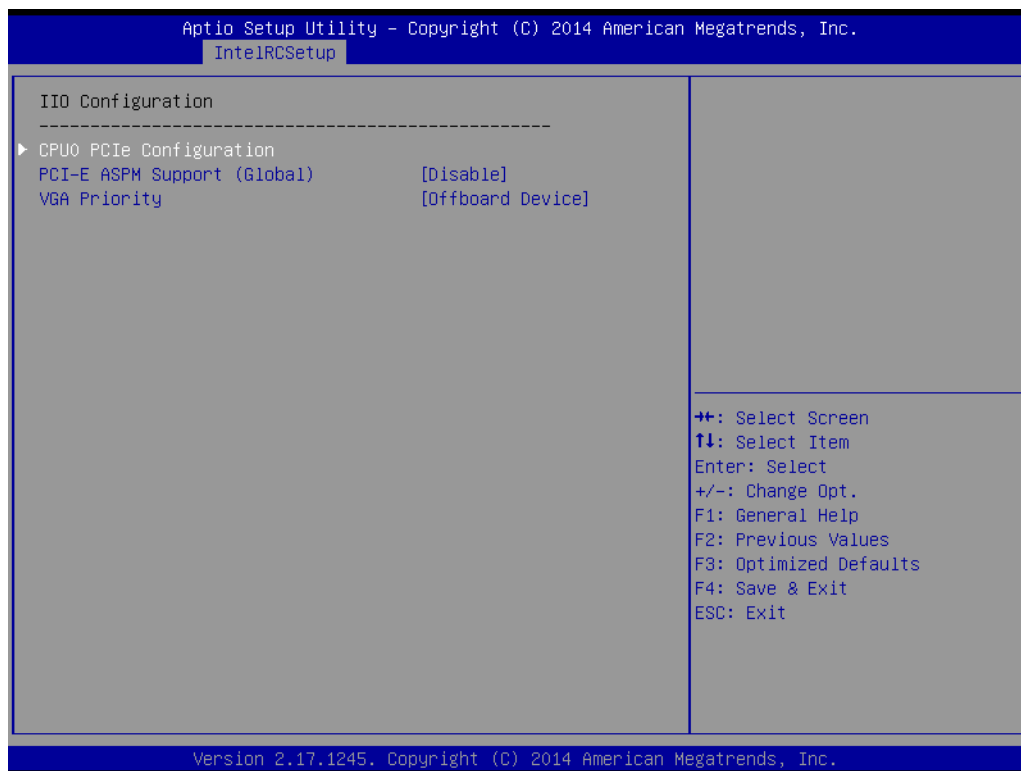 Aptio Setup Utility – Copyright (C) 2014 American Megatrends, Inc.
IntelRCSetup
IIO Configuration
--------------------------------------------------
▶ CPU0 PCIe Configuration
PCI-E ASPM Support (Global) [Disable]
VGA Priority [Offboard Device]
→←: Select Screen
↑↓: Select Item
Enter: Select
+/-: Change Opt.
F1: General Help
F2: Previous Values
F3: Optimized Defaults
F4: Save & Exit
ESC: Exit
Version 2.17.1245. Copyright (C) 2014 American Megatrends, Inc.